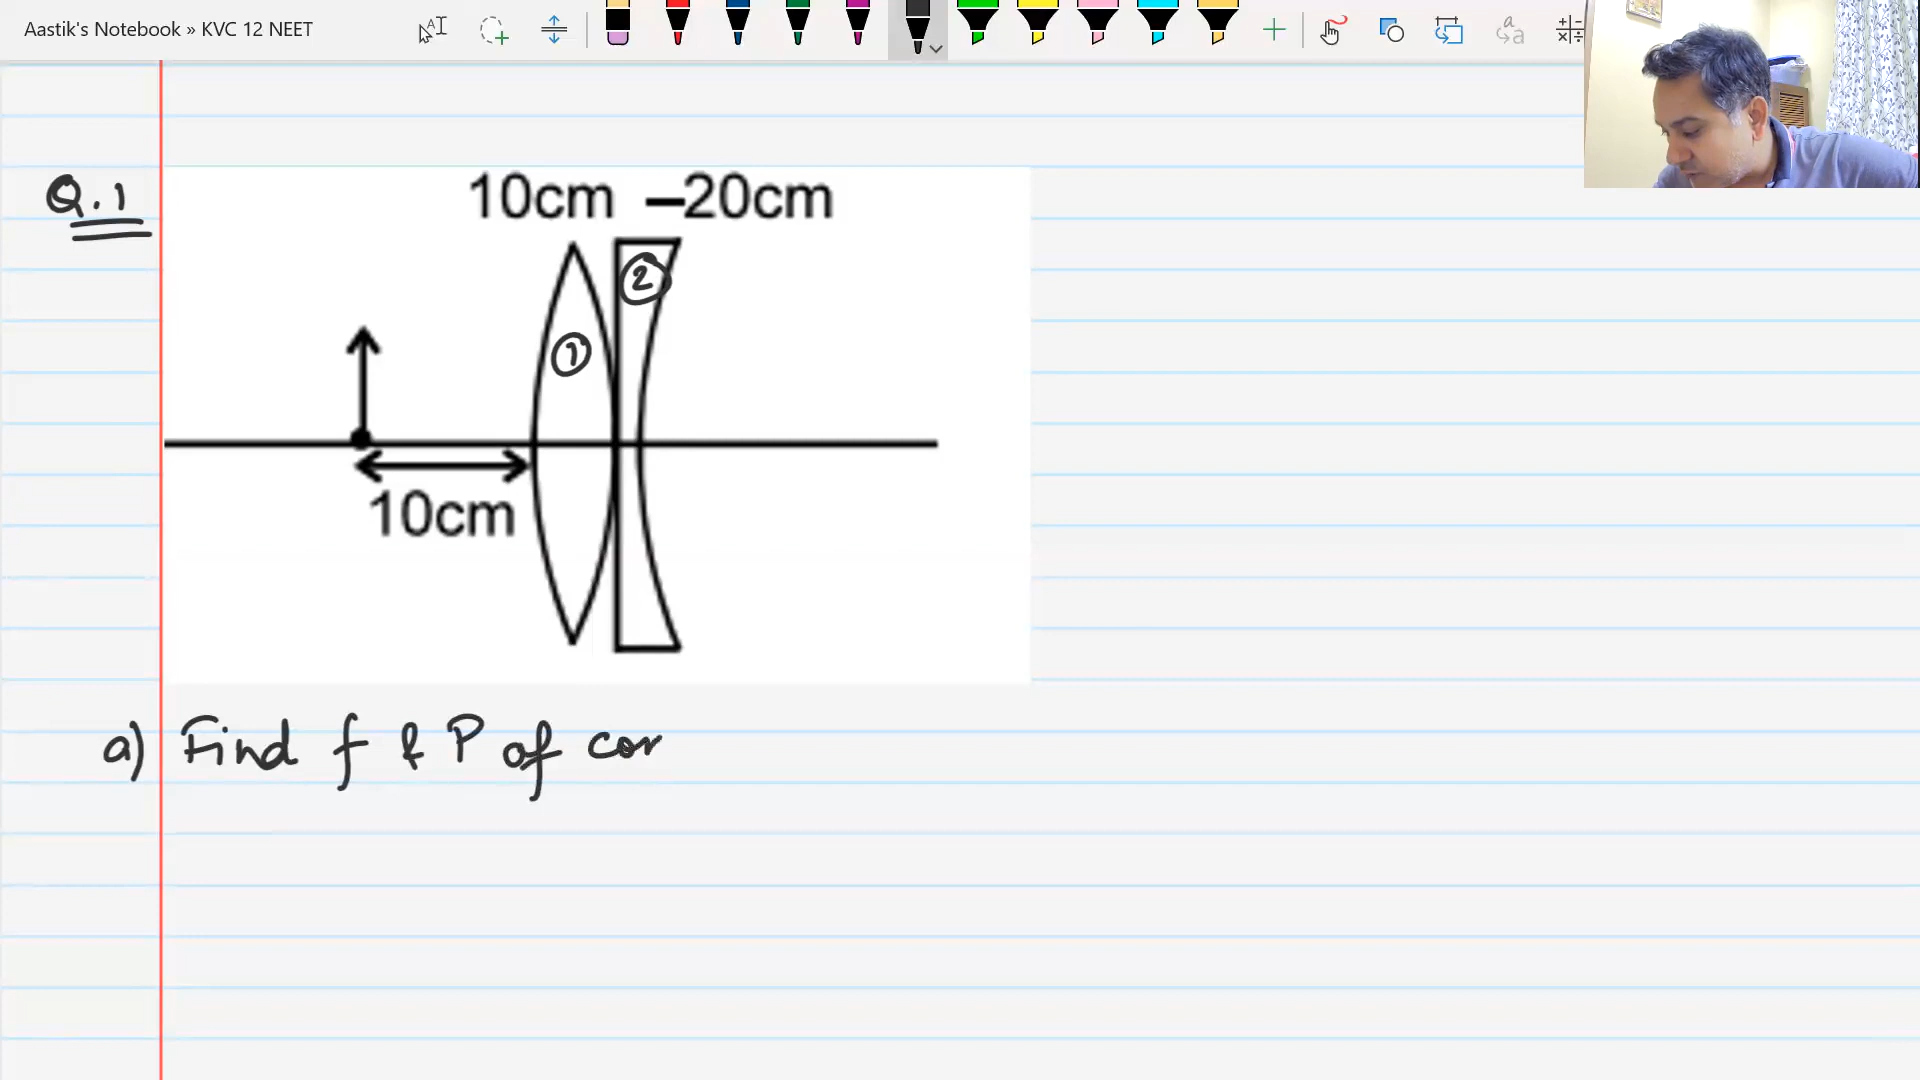 Aastik's Notebook » KVC 12 NEET
Q.1
10cm –20cm
2
1
10cm
a) Find f & P of cor